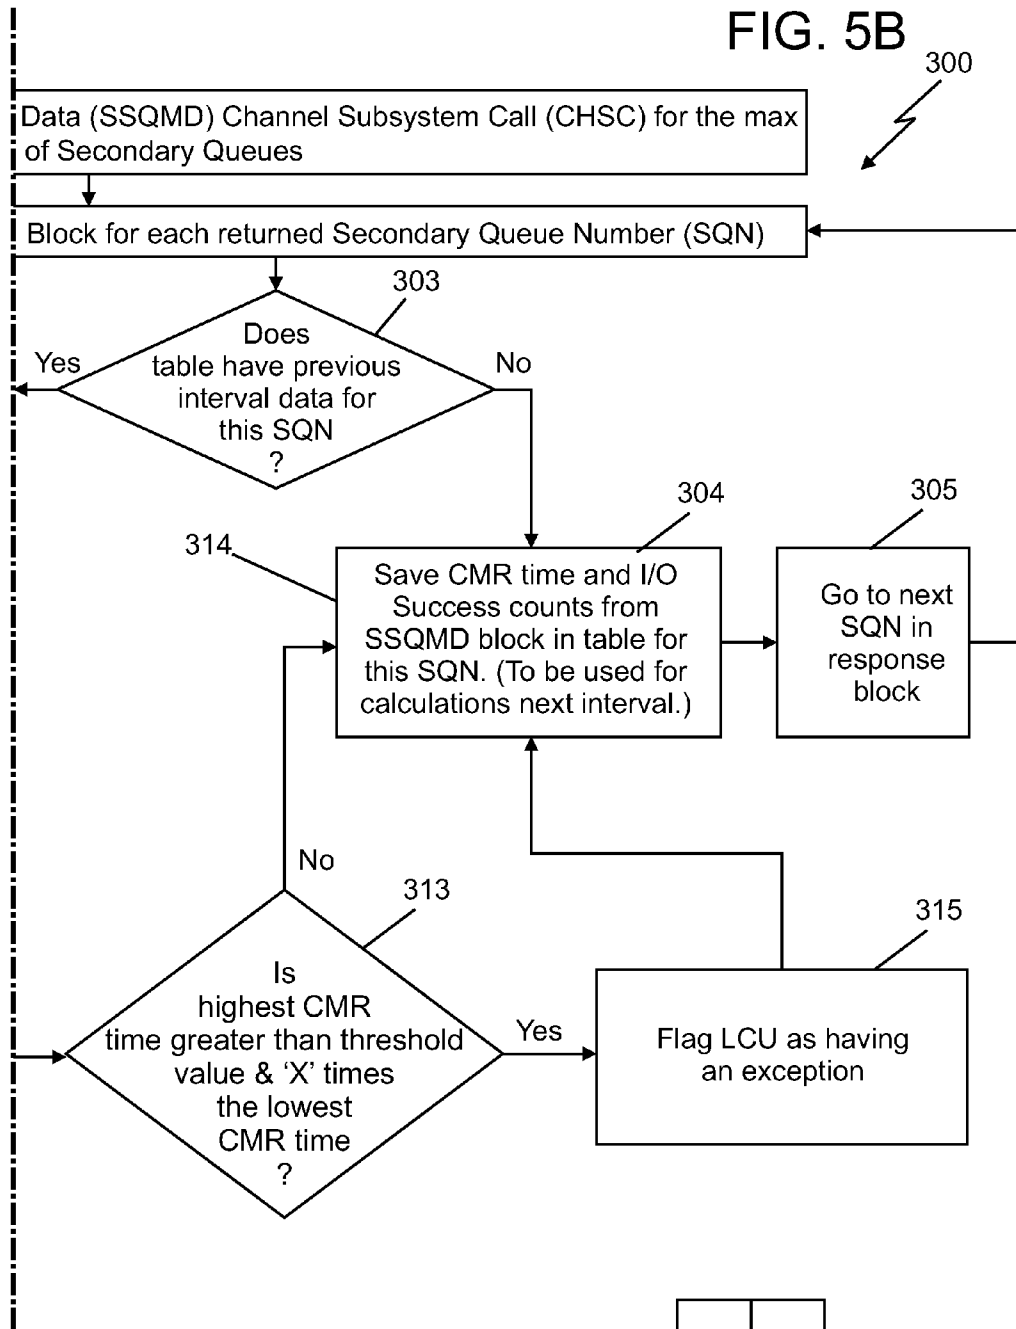 FIG. 5B
300
Data (SSQMD) Channel Subsystem Call (CHSC) for the max
of Secondary Queues
Block for each returned Secondary Queue Number (SQN)
303
Does
table have previous
interval data for
this SQN
?
Yes
No
314
304
305
Save CMR time and I/O
Success counts from
SSQMD block in table for
this SQN. (To be used for
calculations next interval.)
Go to next
SQN in
response
block
No
313
315
Is
highest CMR
time greater than threshold
value & ‘X’ times
the lowest
CMR time
?
Yes
Flag LCU as having
an exception